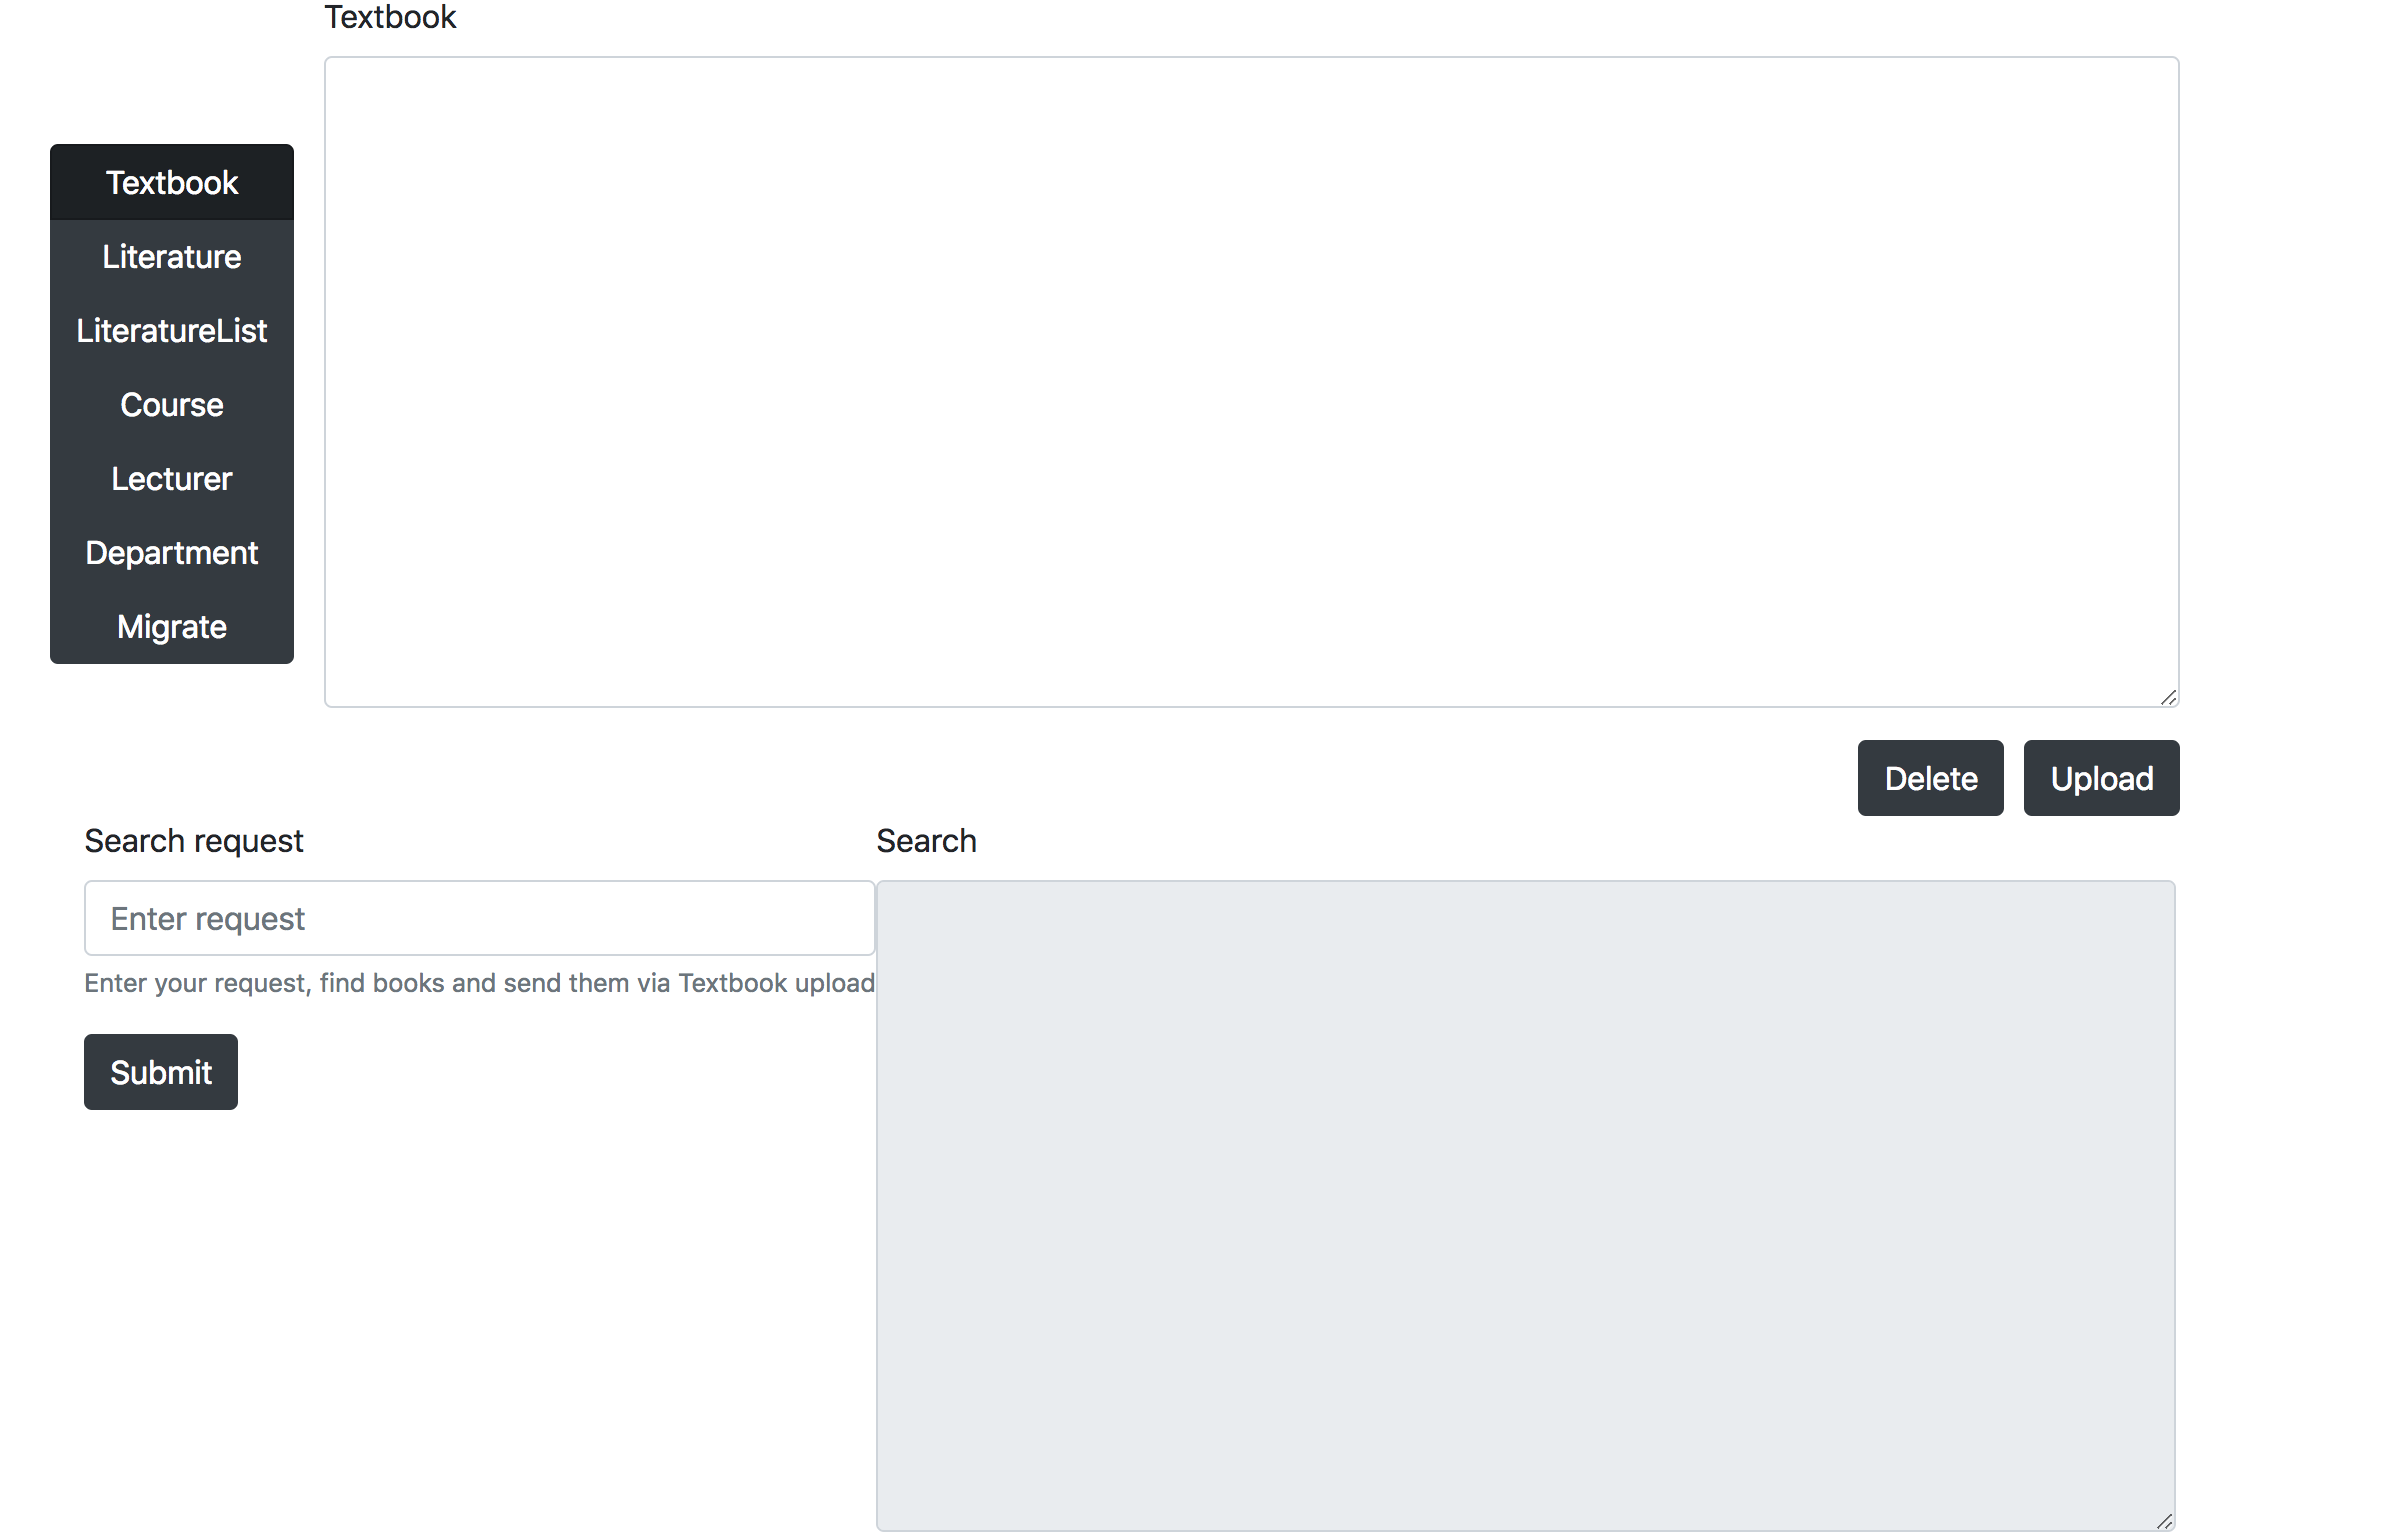 Textbook
Textbook
Literature
LiteratureList
Course
Lecturer
Department
Migrate
Delete
Upload
Search request
Enter request
Enter your request, find books and send them via Textbook upload
Submit
Search